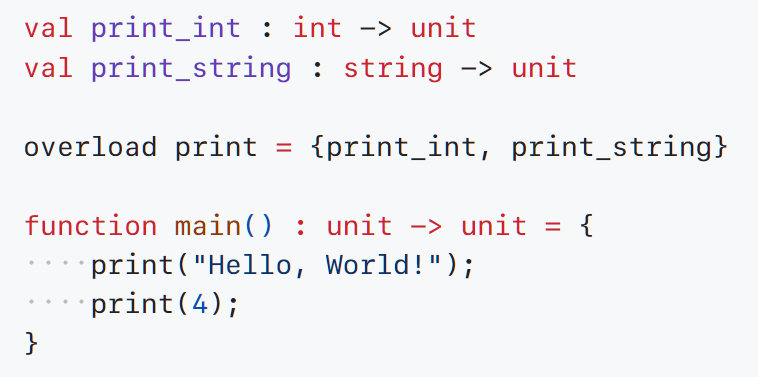 val print_int : int -> unit
val print_string : string -> unit
overload print = {print_int, print_string}
function main() : unit -> unit = {
····print("Hello, World!");
····print(4);
}